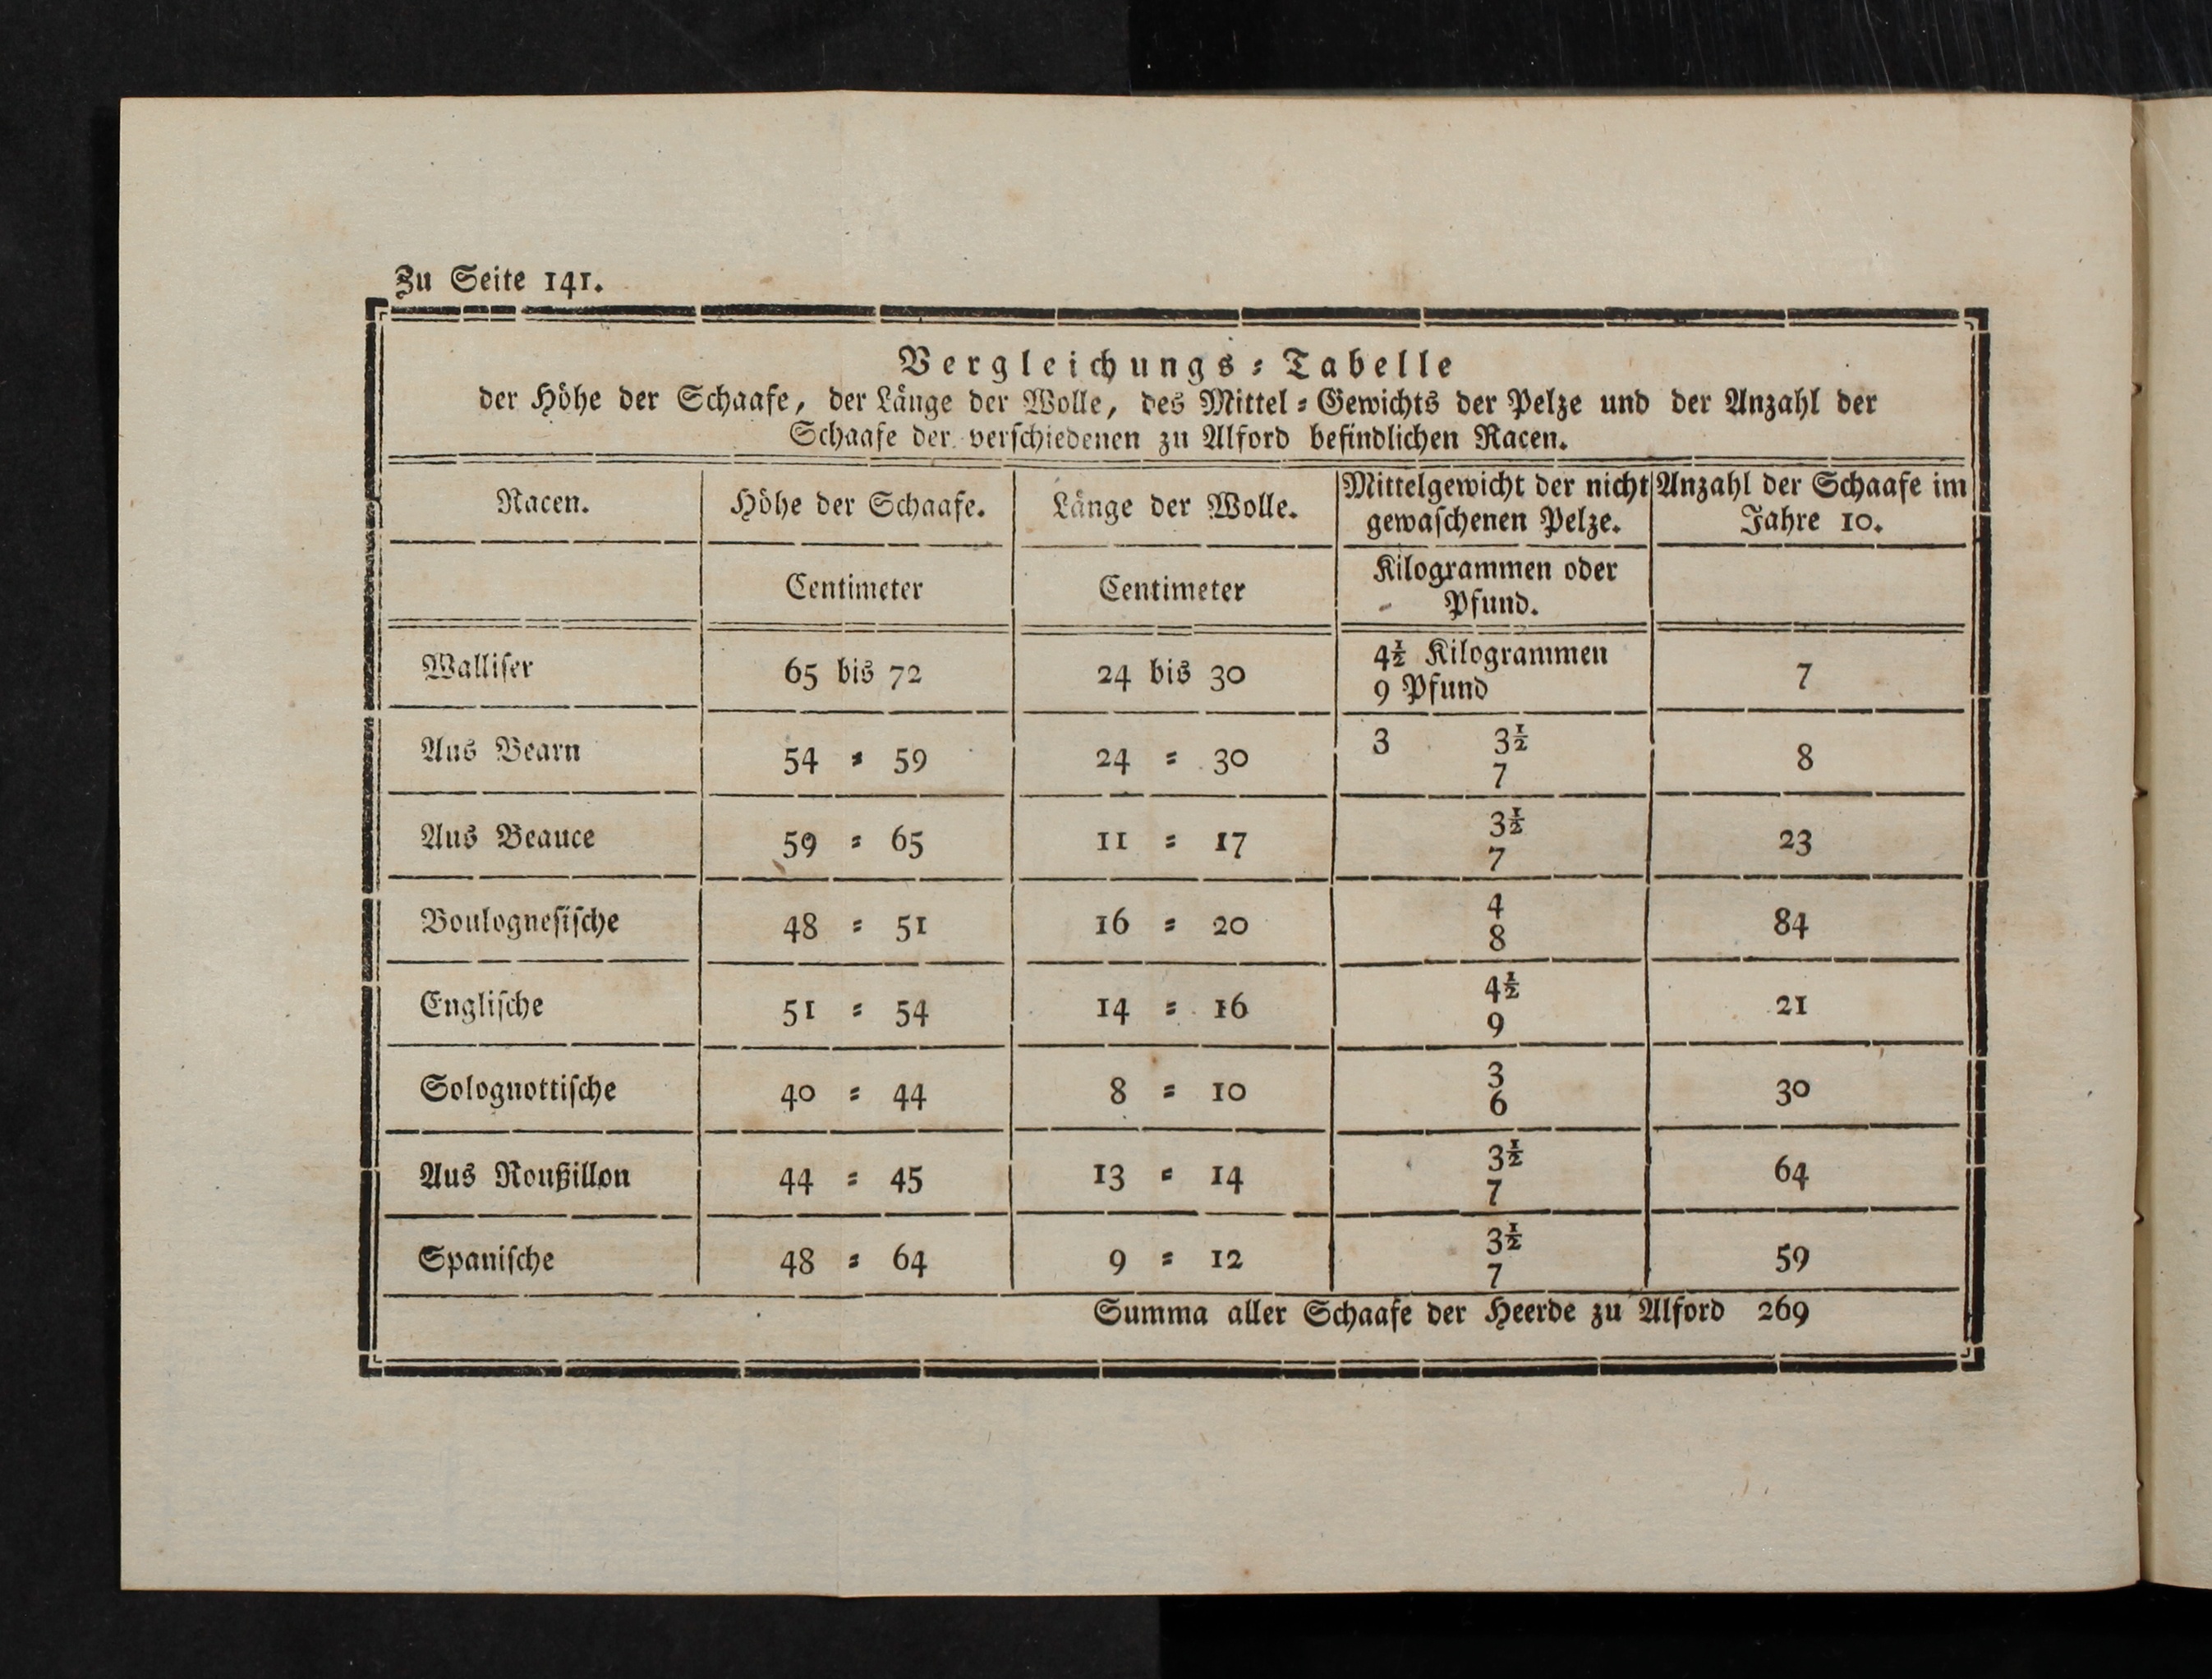 Zu Seite 141.
Vergleichungs⸗Tabelle
der Höhe der Schaafe, der Länge der Wolle, des Mittel⸗Gewichts der Pelze und der Anzahl der
Schaafe der verschiedenen zu Alford befindlichen Racen.
Racen. Höhe der Schaafe. Länge der Wolle. Mittelgewicht der nicht gewaschenen Pelze. Anzahl der Schaafe im Jahre 10.
Centimeter Centimeter Kilogrammen oder Pfund.
Walliser 65 bis 72 24 bis 30 4½ Kilogrammen 9 Pfund 7
Aus Bearn 54 ⸗ 59 24 ⸗ 30 3 3½ 7 8
Aus Beauce 59 ⸗ 65 11 ⸗ 17 3½ 7 23
Boulognesische 48 ⸗ 51 16 ⸗ 20 4 8 84
Englische 51 ⸗ 54 14 ⸗ 16 4½ 9 21
Solognottische 40 ⸗ 44 8 ⸗ 10 3 6 30
Aus Roußillon 44 ⸗ 45 13 ⸗ 14 3½ 7 64
Spanische 48 ⸗ 64 9 ⸗ 12 3½ 7 59
Summa aller Schaafe der Heerde zu Alford 269